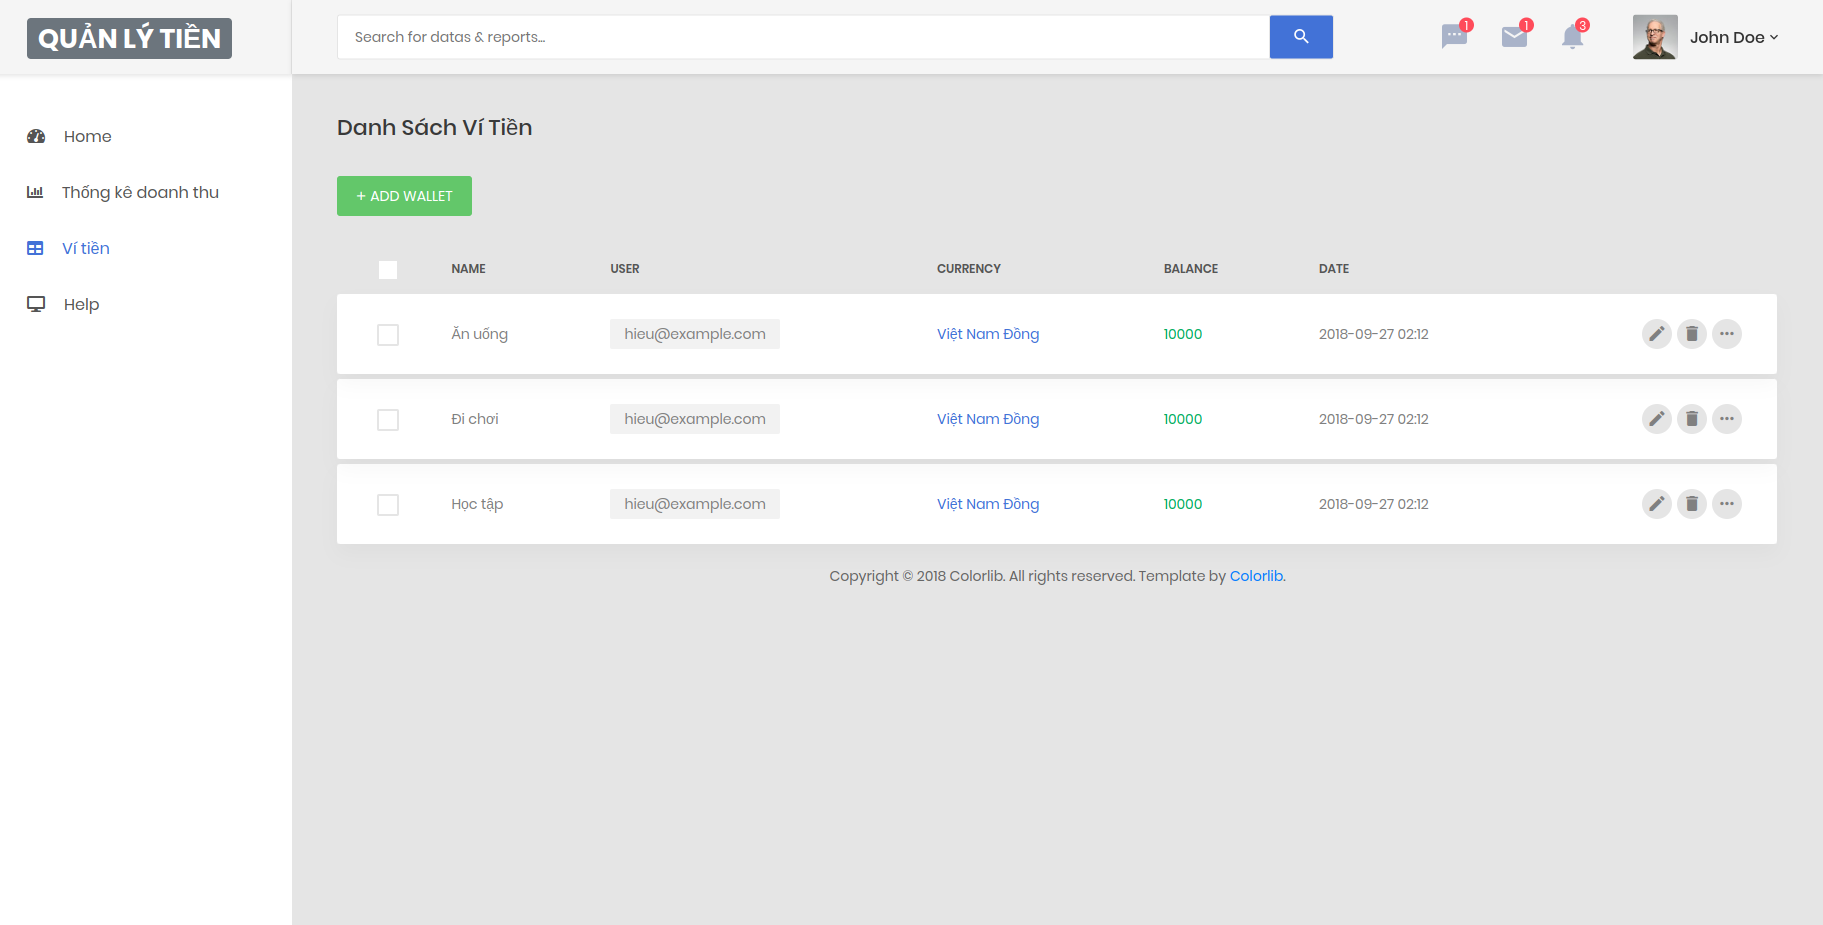 QUẢN LÝ TIỀN
Search for datas & reports...
1
1
3
John Doe
Home
Thống kê doanh thu
Ví tiền
Help
Danh Sách Ví Tiền
+ ADD WALLET
NAME USER CURRENCY BALANCE DATE
Ăn uống hieu@example.com Việt Nam Đồng 10000 2018-09-27 02:12
Đi chơi hieu@example.com Việt Nam Đồng 10000 2018-09-27 02:12
Học tập hieu@example.com Việt Nam Đồng 10000 2018-09-27 02:12
Copyright © 2018 Colorlib. All rights reserved. Template by Colorlib.